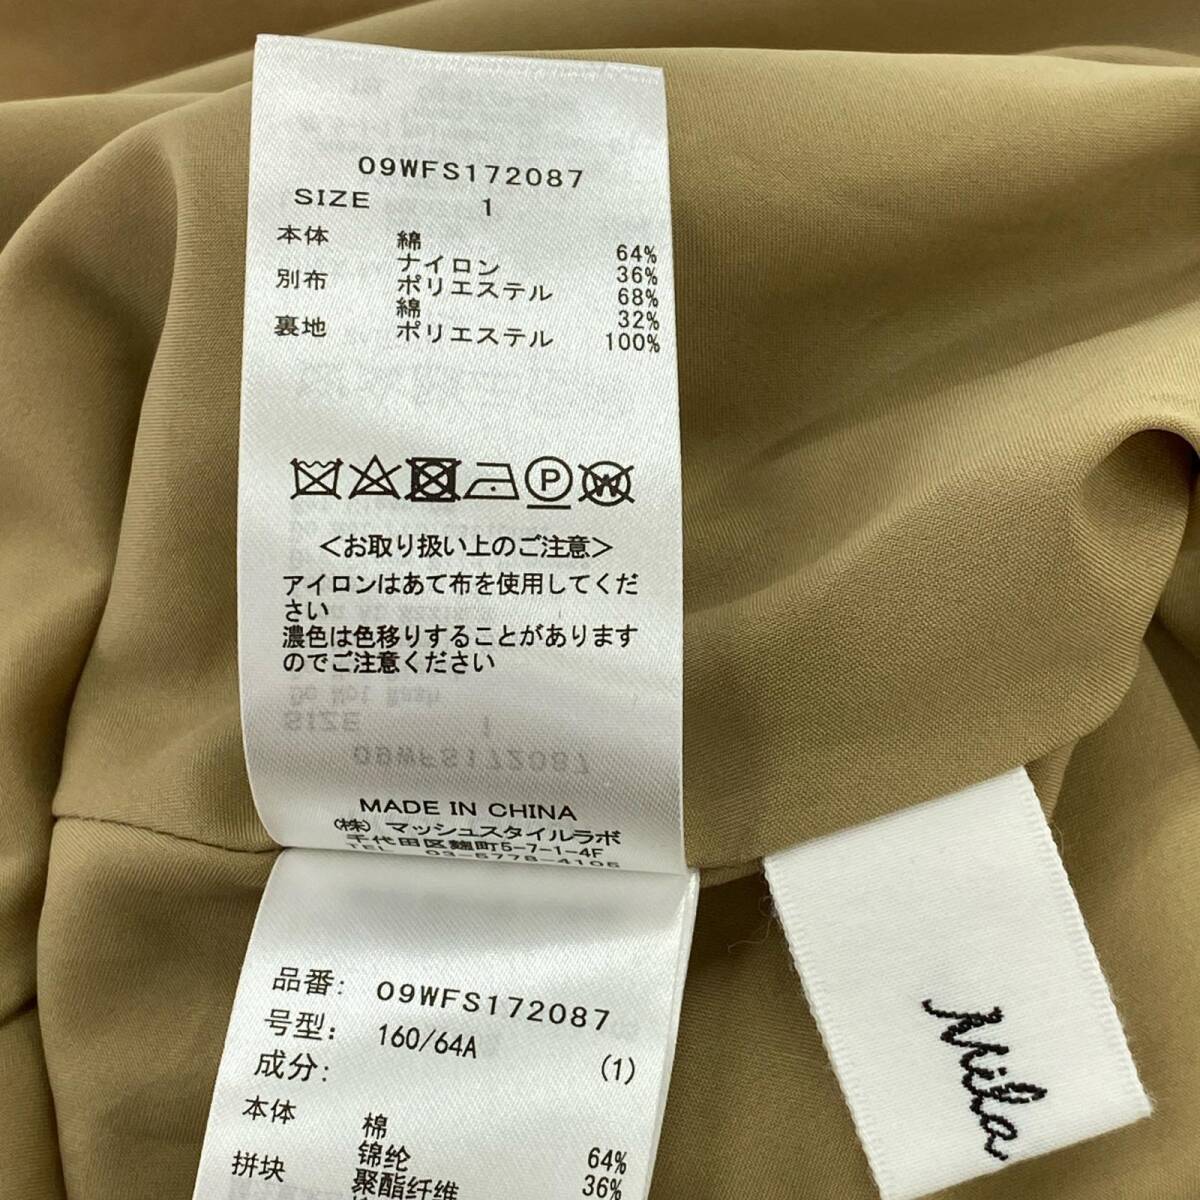 09WFS172087
SIZE 1
本体 綿 64%
ナイロン 36%
別布 ポリエステル 68%
綿 32%
裏地 ポリエステル 100%
P
W
<お取り扱い上のご注意>
アイロンはあて布を使用してくだ
さい
濃色は色移りすることがあります
のでご注意ください
MADE IN CHINA
(株) マッシュスタイルラボ
千代田区麹町5-7-1-4F
TEL 03-5778-4105
品番: 09WFS172087
号型: 160/64A (1)
成分:
本体 棉 64%
锦纶 36%
拼块 聚酯纤维
Mila